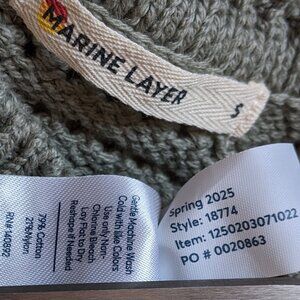 MARINE LAYER
S
Gentle Machine Wash
Cold with like Colors
Use only Non-
Chlorine Bleach
Lay Flat to Dry
Reshape if Needed
79% Cotton
21% Nylon
RN# 140892
Spring 2025
Style: 18774
Item: 1250203071022
PO # 0020863